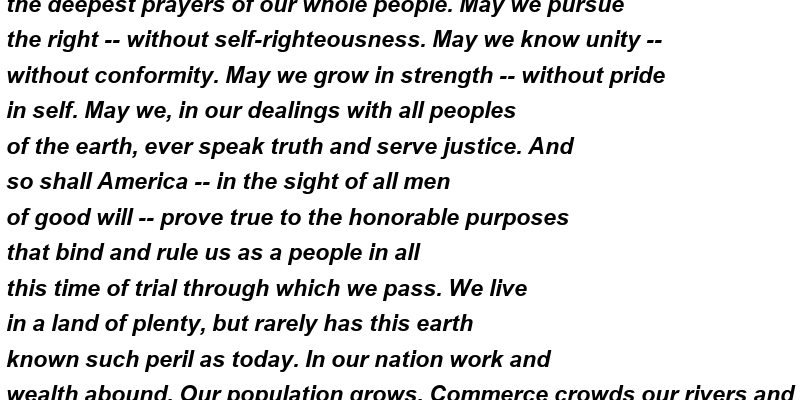 the deepest prayers of our whole people. May we pursue
the right -- without self-righteousness. May we know unity --
without conformity. May we grow in strength -- without pride
in self. May we, in our dealings with all peoples
of the earth, ever speak truth and serve justice. And
so shall America -- in the sight of all men
of good will -- prove true to the honorable purposes
that bind and rule us as a people in all
this time of trial through which we pass. We live
in a land of plenty, but rarely has this earth
known such peril as today. In our nation work and
wealth abound. Our population grows. Commerce crowds our rivers and